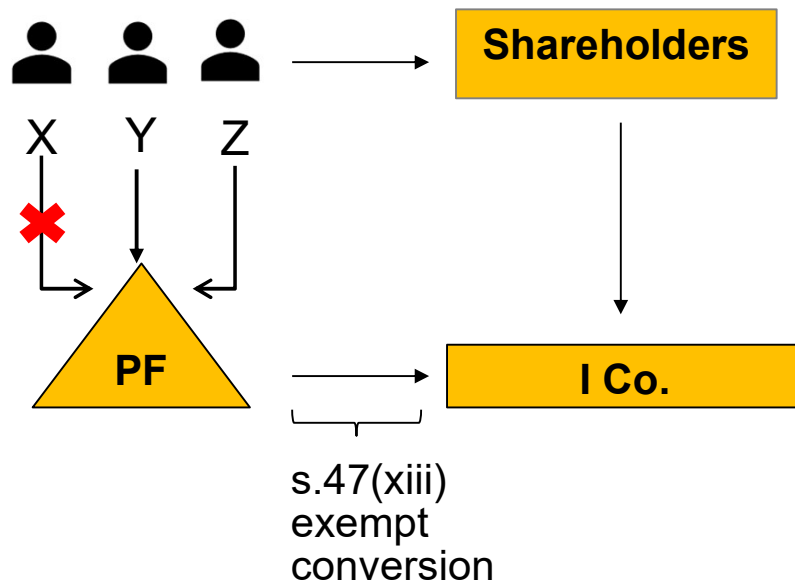 Shareholders
X Y Z
PF
I Co.
s.47(xiii)
exempt
conversion